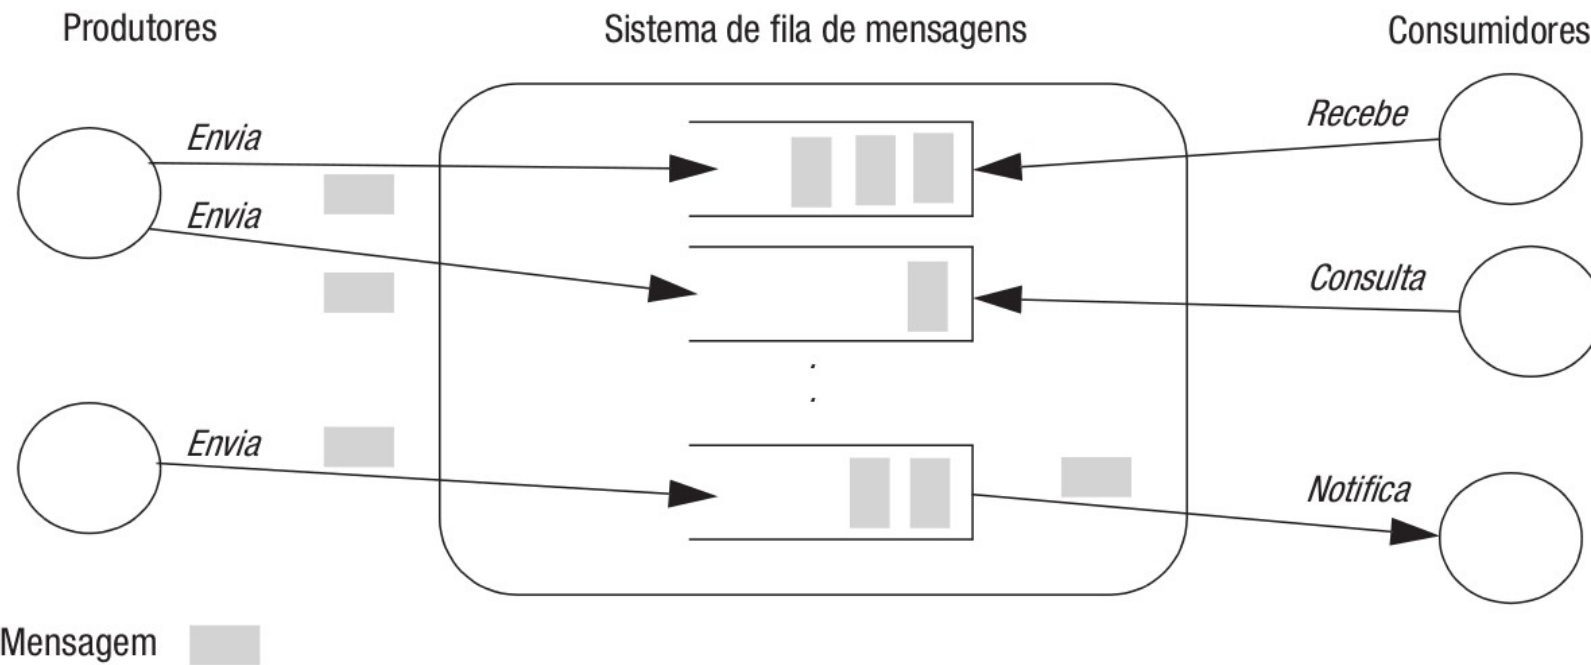 Produtores
Sistema de fila de mensagens
Consumidores
Envia
Recebe
Envia
Consulta
Envia
Notifica
Mensagem